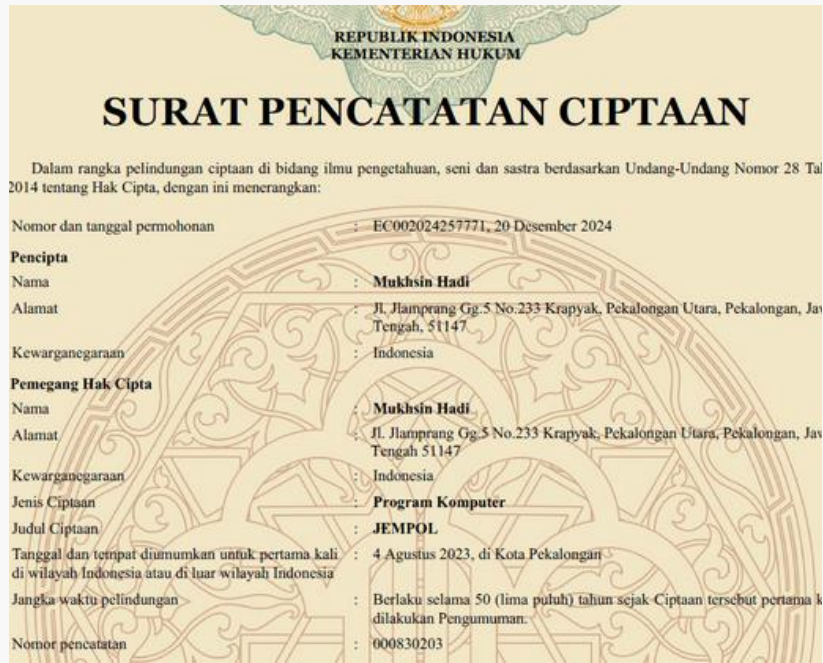 REPUBLIK INDONESIA
KEMENTERIAN HUKUM
SURAT PENCATATAN CIPTAAN
Dalam rangka pelindungan ciptaan di bidang ilmu pengetahuan, seni dan sastra berdasarkan Undang-Undang Nomor 28
2014 tentang Hak Cipta, dengan ini menerangkan:
Nomor dan tanggal permohonan : EC002024257771, 20 Desember 2024
Pencipta
Nama : Mukhsin Hadi
Alamat : Jl. Jlamprang Gg.5 No.233 Krapyak, Pekalongan Utara, Pekalongan,
Tengah, 51147
Kewarganegaraan : Indonesia
Pemegang Hak Cipta
Nama : Mukhsin Hadi
Alamat : Jl. Jlamprang Gg.5 No.233 Krapyak, Pekalongan Utara, Pekalongan,
Tengah 51147
Kewarganegaraan : Indonesia
Jenis Ciptaan : Program Komputer
Judul Ciptaan : JEMPOL
Tanggal dan tempat diumumkan untuk pertama kali : 4 Agustus 2023, di Kota Pekalongan
di wilayah Indonesia atau di luar wilayah Indonesia
Jangka waktu pelindungan : Berlaku selama 50 (lima puluh) tahun sejak Ciptaan tersebut pertama
dilakukan Pengumuman.
Nomor pencatatan : 000830203